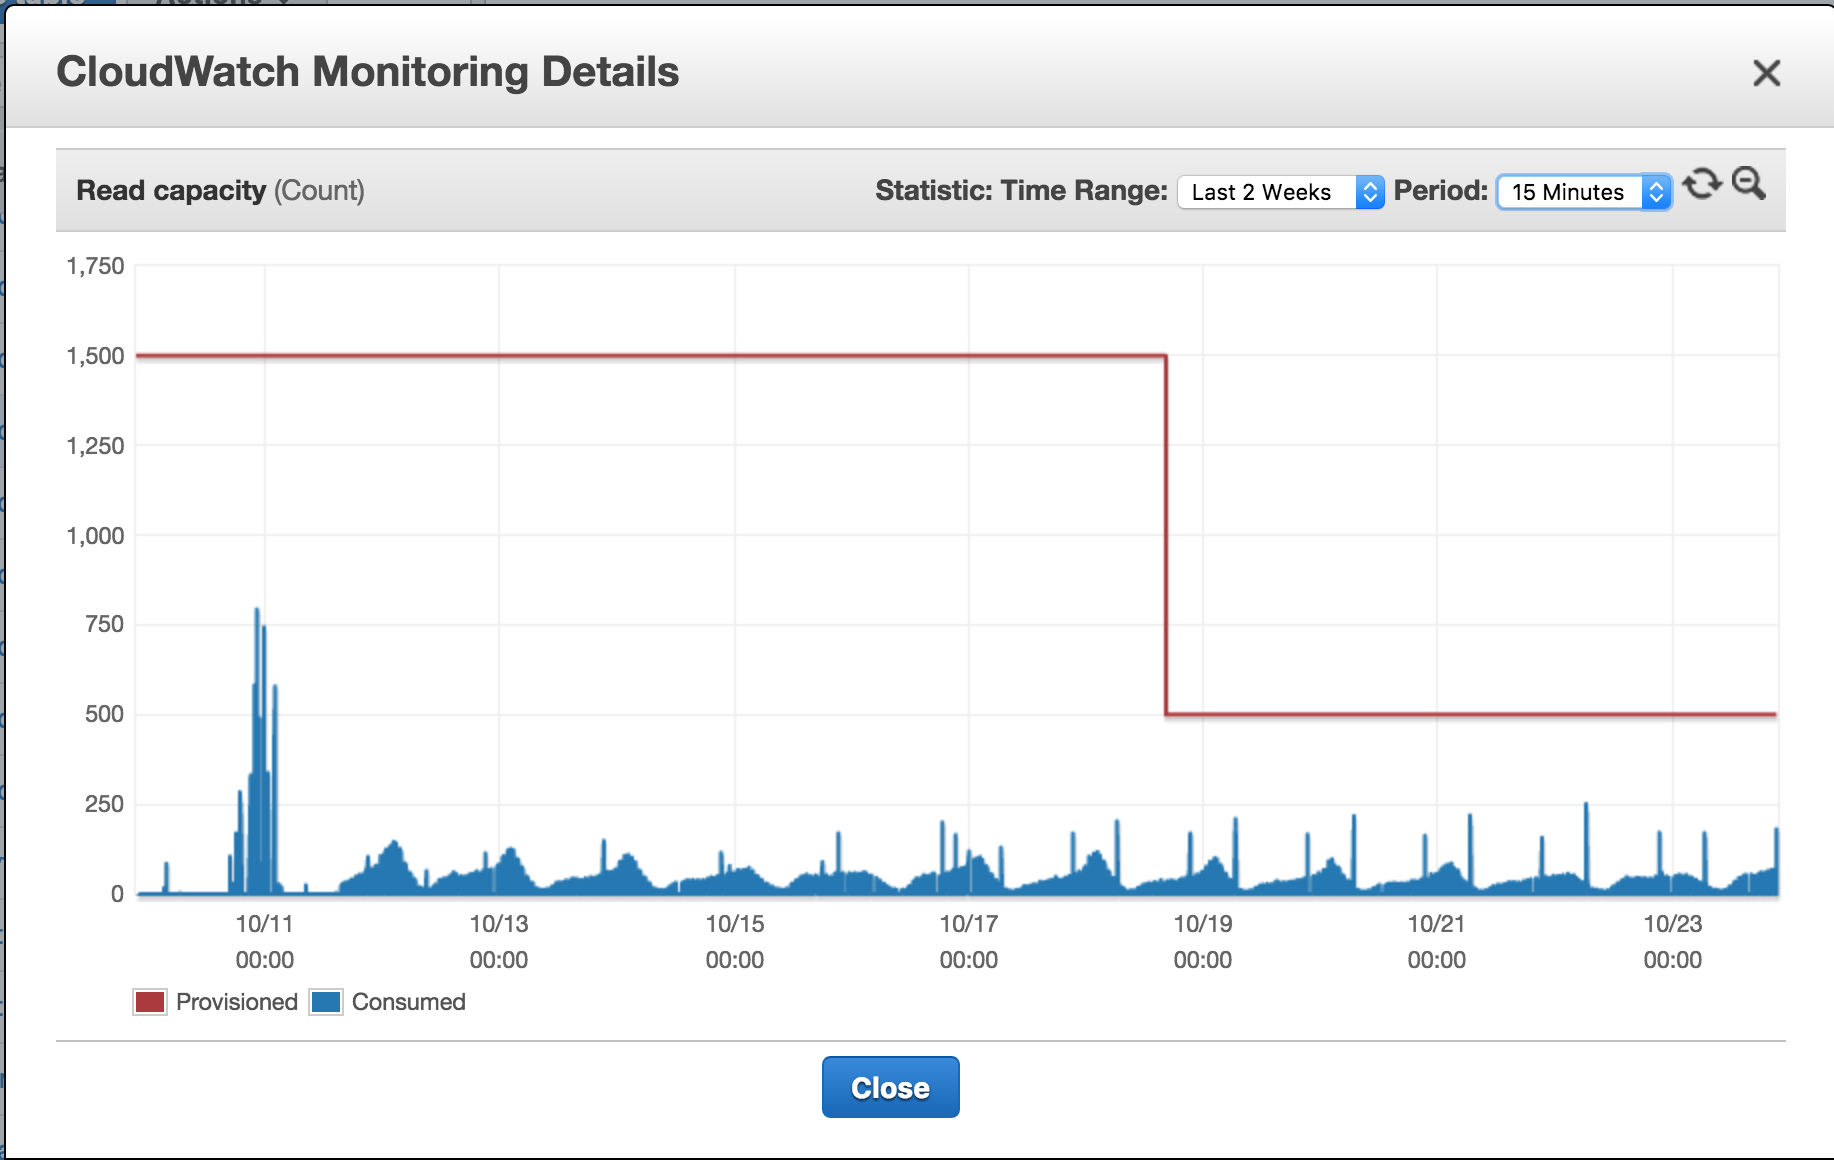 Actions
CloudWatch Monitoring Details
Read capacity (Count)
Statistic: Time Range: Last 2 Weeks Period: 15 Minutes
1,750
1,500
1,250
1,000
750
500
250
0
10/11 10/13 10/15 10/17 10/19 10/21 10/23
00:00 00:00 00:00 00:00 00:00 00:00 00:00
Provisioned Consumed
Close